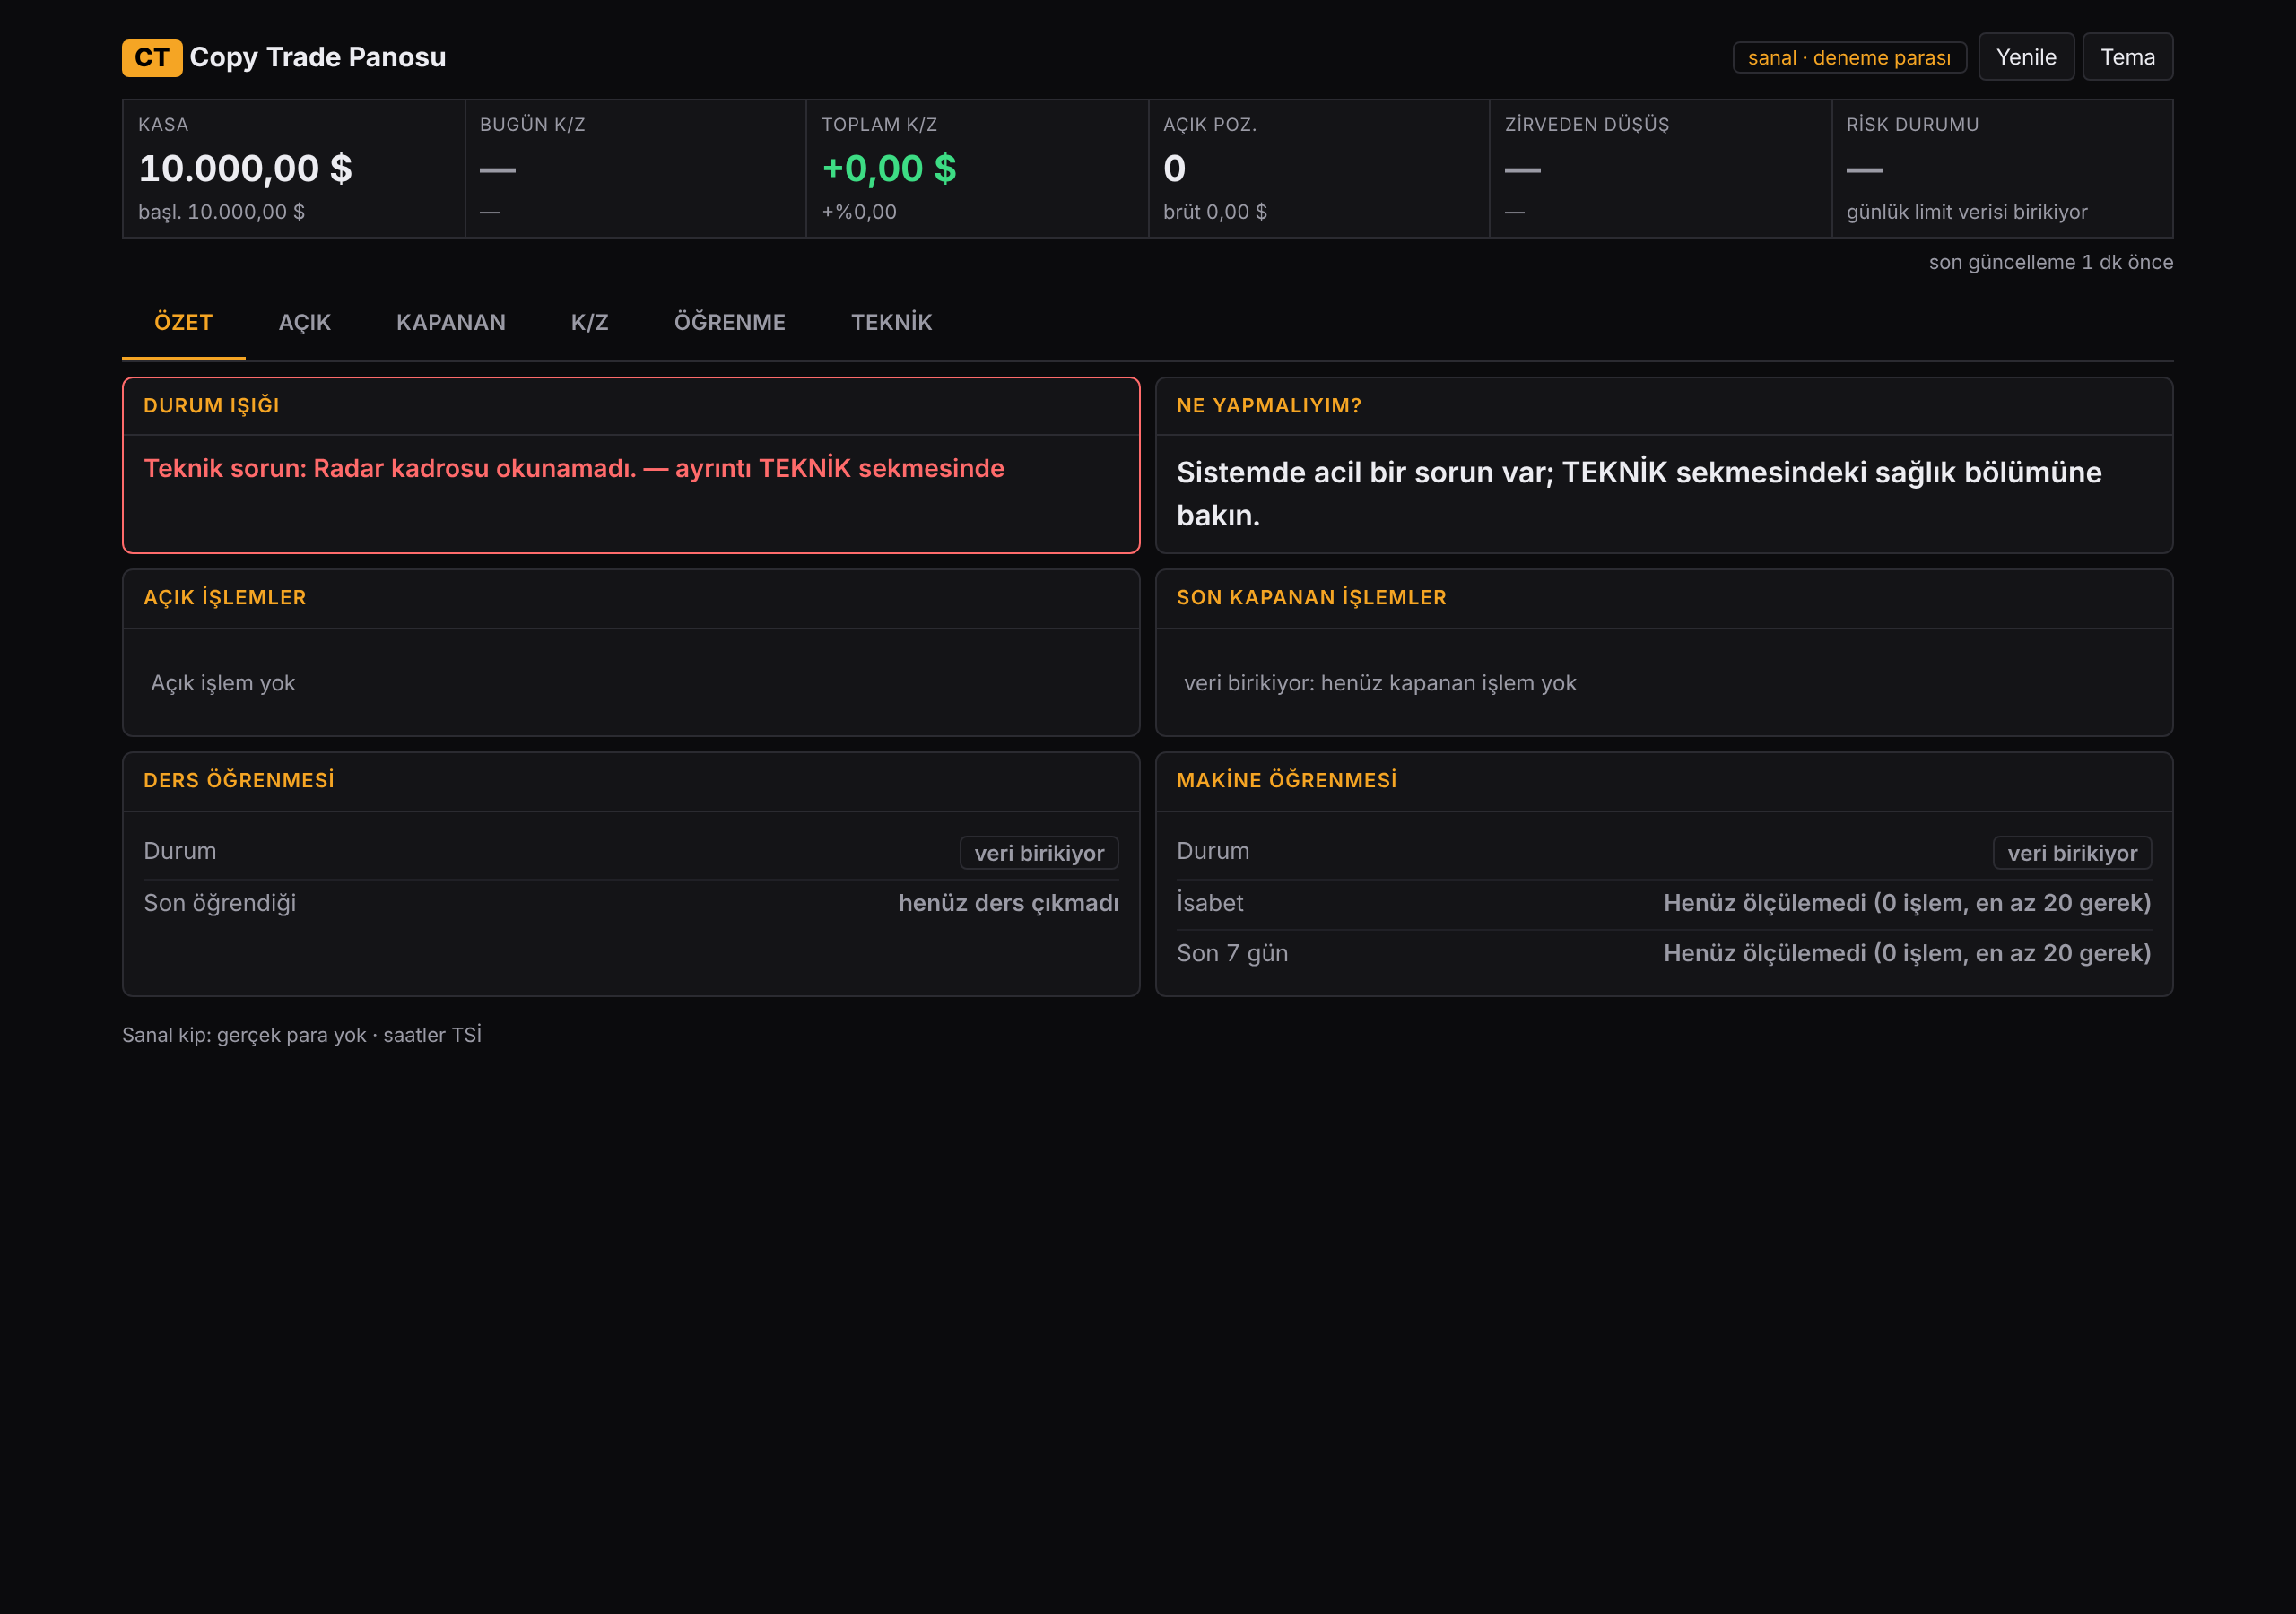 CT Copy Trade Panosu
sanal · deneme parası
Yenile
Tema
KASA
10.000,00 $
başl. 10.000,00 $
BUGÜN K/Z
—
—
TOPLAM K/Z
+0,00 $
+%0,00
AÇIK POZ.
0
brüt 0,00 $
ZİRVEDEN DÜŞÜŞ
—
—
RİSK DURUMU
—
günlük limit verisi birikiyor
son güncelleme 1 dk önce
ÖZET
AÇIK
KAPANAN
K/Z
ÖĞRENME
TEKNİK
DURUM IŞIĞI
Teknik sorun: Radar kadrosu okunamadı. — ayrıntı TEKNİK sekmesinde
NE YAPMALIYIM?
Sistemde acil bir sorun var; TEKNİK sekmesindeki sağlık bölümüne
bakın.
AÇIK İŞLEMLER
Açık işlem yok
SON KAPANAN İŞLEMLER
veri birikiyor: henüz kapanan işlem yok
DERS ÖĞRENMESİ
Durum veri birikiyor
Son öğrendiği henüz ders çıkmadı
MAKİNE ÖĞRENMESİ
Durum veri birikiyor
İsabet Henüz ölçülemedi (0 işlem, en az 20 gerek)
Son 7 gün Henüz ölçülemedi (0 işlem, en az 20 gerek)
Sanal kip: gerçek para yok · saatler TSİ